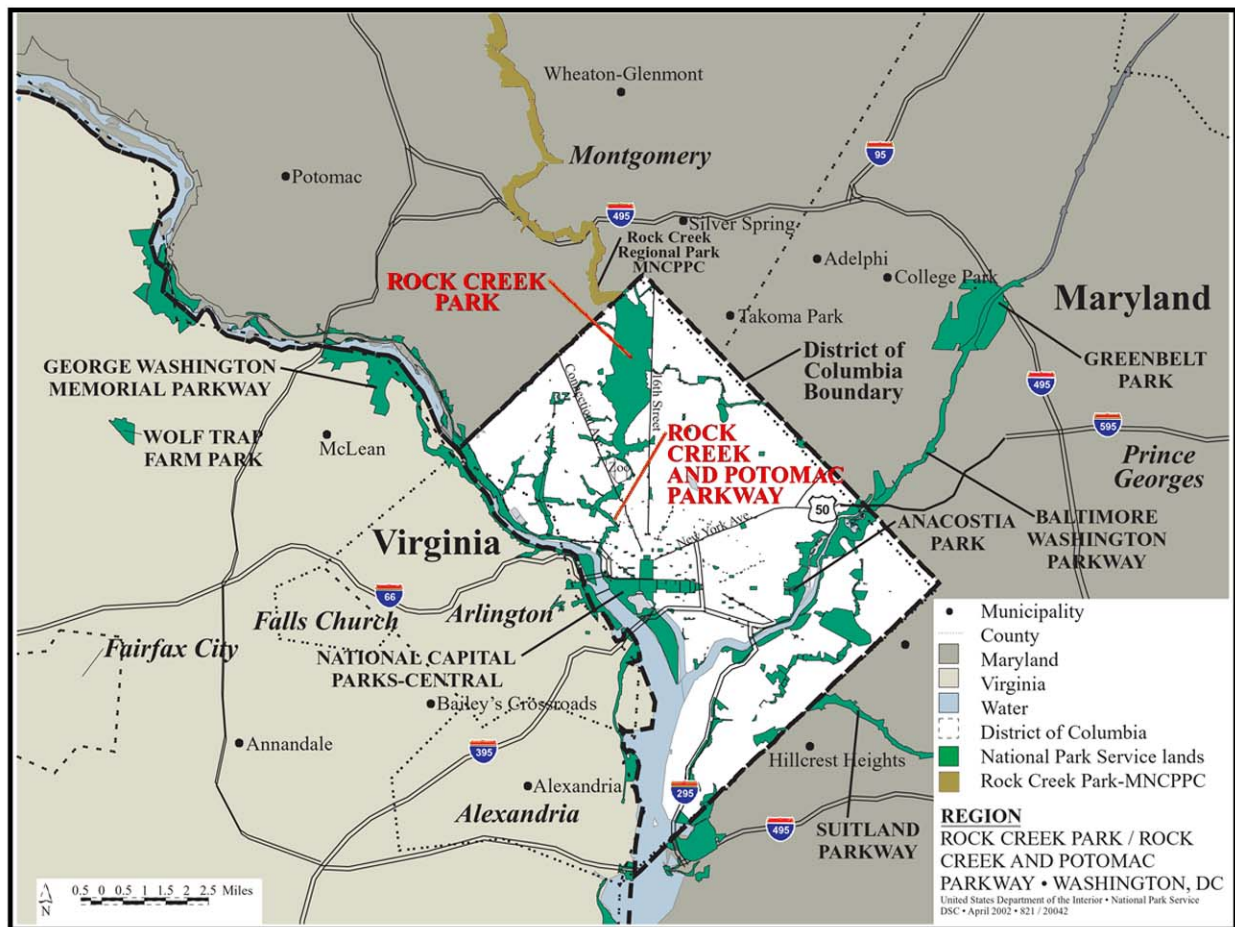 Wheaton-Glenmont
Montgomery
95
Potomac
495
Silver Spring
Rock Creek
Regional Park
MNCPPC
Adelphi
College Park
ROCK CREEK
PARK
Maryland
Takoma Park
District of
Columbia
Boundary
GREENBELT
PARK
GEORGE WASHINGTON
MEMORIAL PARKWAY
Connecticut Ave
16th Street
495
WOLF TRAP
FARM PARK
McLean
ROCK
CREEK
AND POTOMAC
PARKWAY
Zoo
595
Prince
Georges
50
New York Ave.
Virginia
ANACOSTIA
PARK
BALTIMORE
WASHINGTON
PARKWAY
66
Falls Church
Arlington
Fairfax City
NATIONAL CAPITAL
PARKS-CENTRAL
Bailey's Crossroads
Annandale
395
Alexandria
Alexandria
Hillcrest Heights
295
495
SUITLAND
PARKWAY
Municipality
County
Maryland
Virginia
Water
District of Columbia
National Park Service lands
Rock Creek Park-MNCPPC
REGION
ROCK CREEK PARK / ROCK
CREEK AND POTOMAC
PARKWAY • WASHINGTON, DC
United States Department of the Interior • National Park Service
DSC • April 2002 • 821 / 20042
0.5 0 0.5 1 1.5 2 2.5 Miles
N